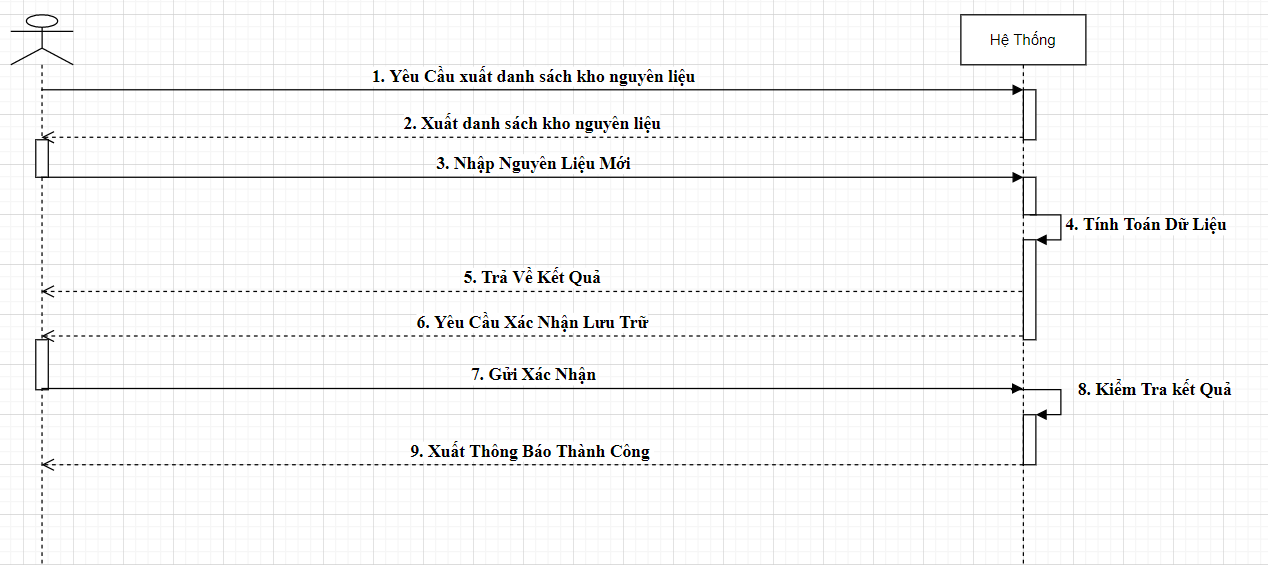 Hệ Thống
1. Yêu Cầu xuất danh sách kho nguyên liệu
2. Xuất danh sách kho nguyên liệu
3. Nhập Nguyên Liệu Mới
4. Tính Toán Dữ Liệu
5. Trả Về Kết Quả
6. Yêu Cầu Xác Nhận Lưu Trữ
7. Gửi Xác Nhận
8. Kiểm Tra kết Quả
9. Xuất Thông Báo Thành Công